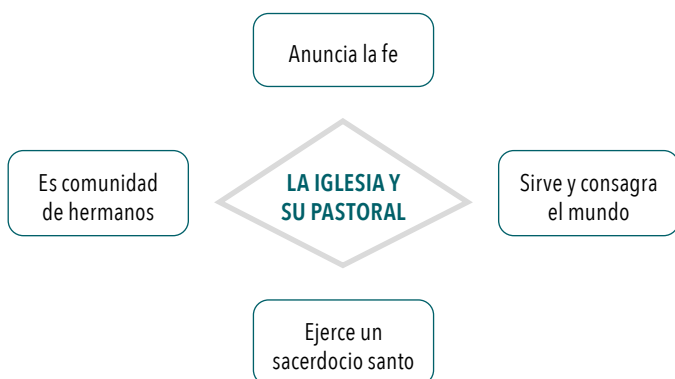 Anuncia la fe
Es comunidad
de hermanos
LA IGLESIA Y
SU PASTORAL
Sirve y consagra
el mundo
Ejerce un
sacerdocio santo